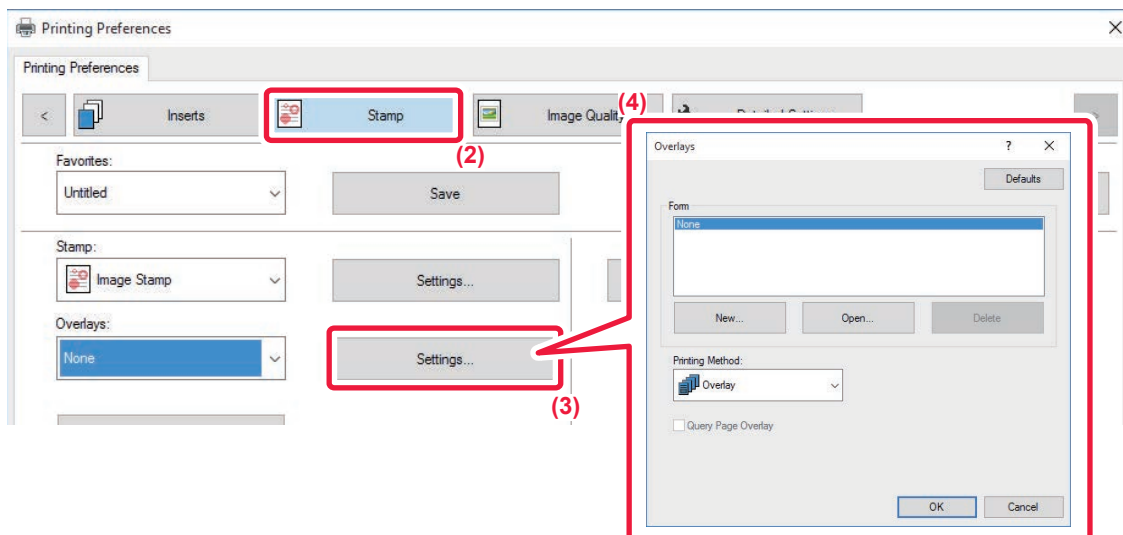 Printing Preferences
Printing Preferences
<
Inserts
Stamp
Image Quality
(4)
>
(2)
Favorites:
Untitled
Save
Stamp:
Image Stamp
Settings...
Overlays:
None
Settings...
(3)
Overlays
?
Defaults
Form
None
New...
Open...
Delete
Printing Method:
Overlay
Query Page Overlay
OK
Cancel